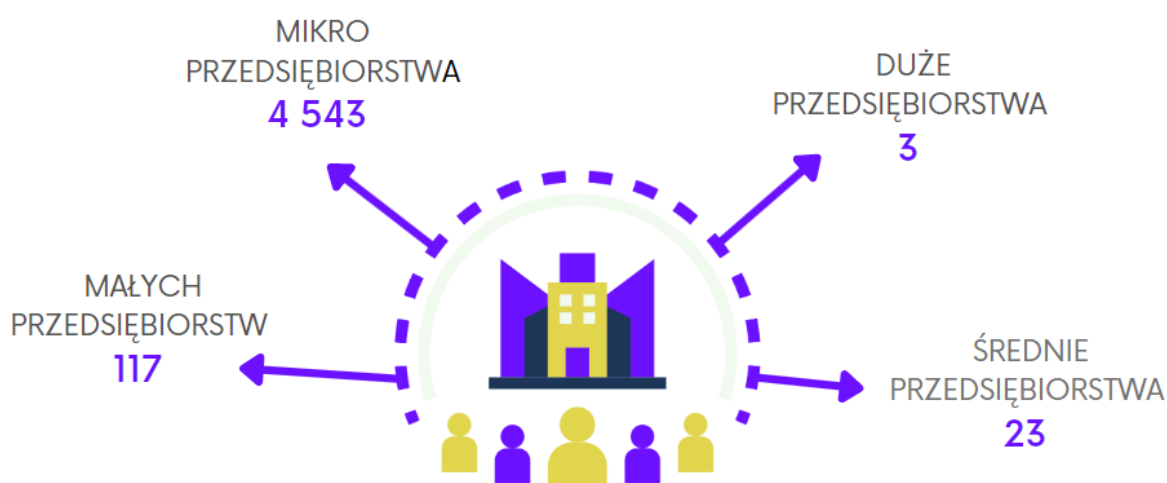 MIKRO
PRZEDSIĘBIORSTWA
4 543
DUŻE
PRZEDSIĘBIORSTWA
3
MAŁYCH
PRZEDSIĘBIORSTW
117
ŚREDNIE
PRZEDSIĘBIORSTWA
23